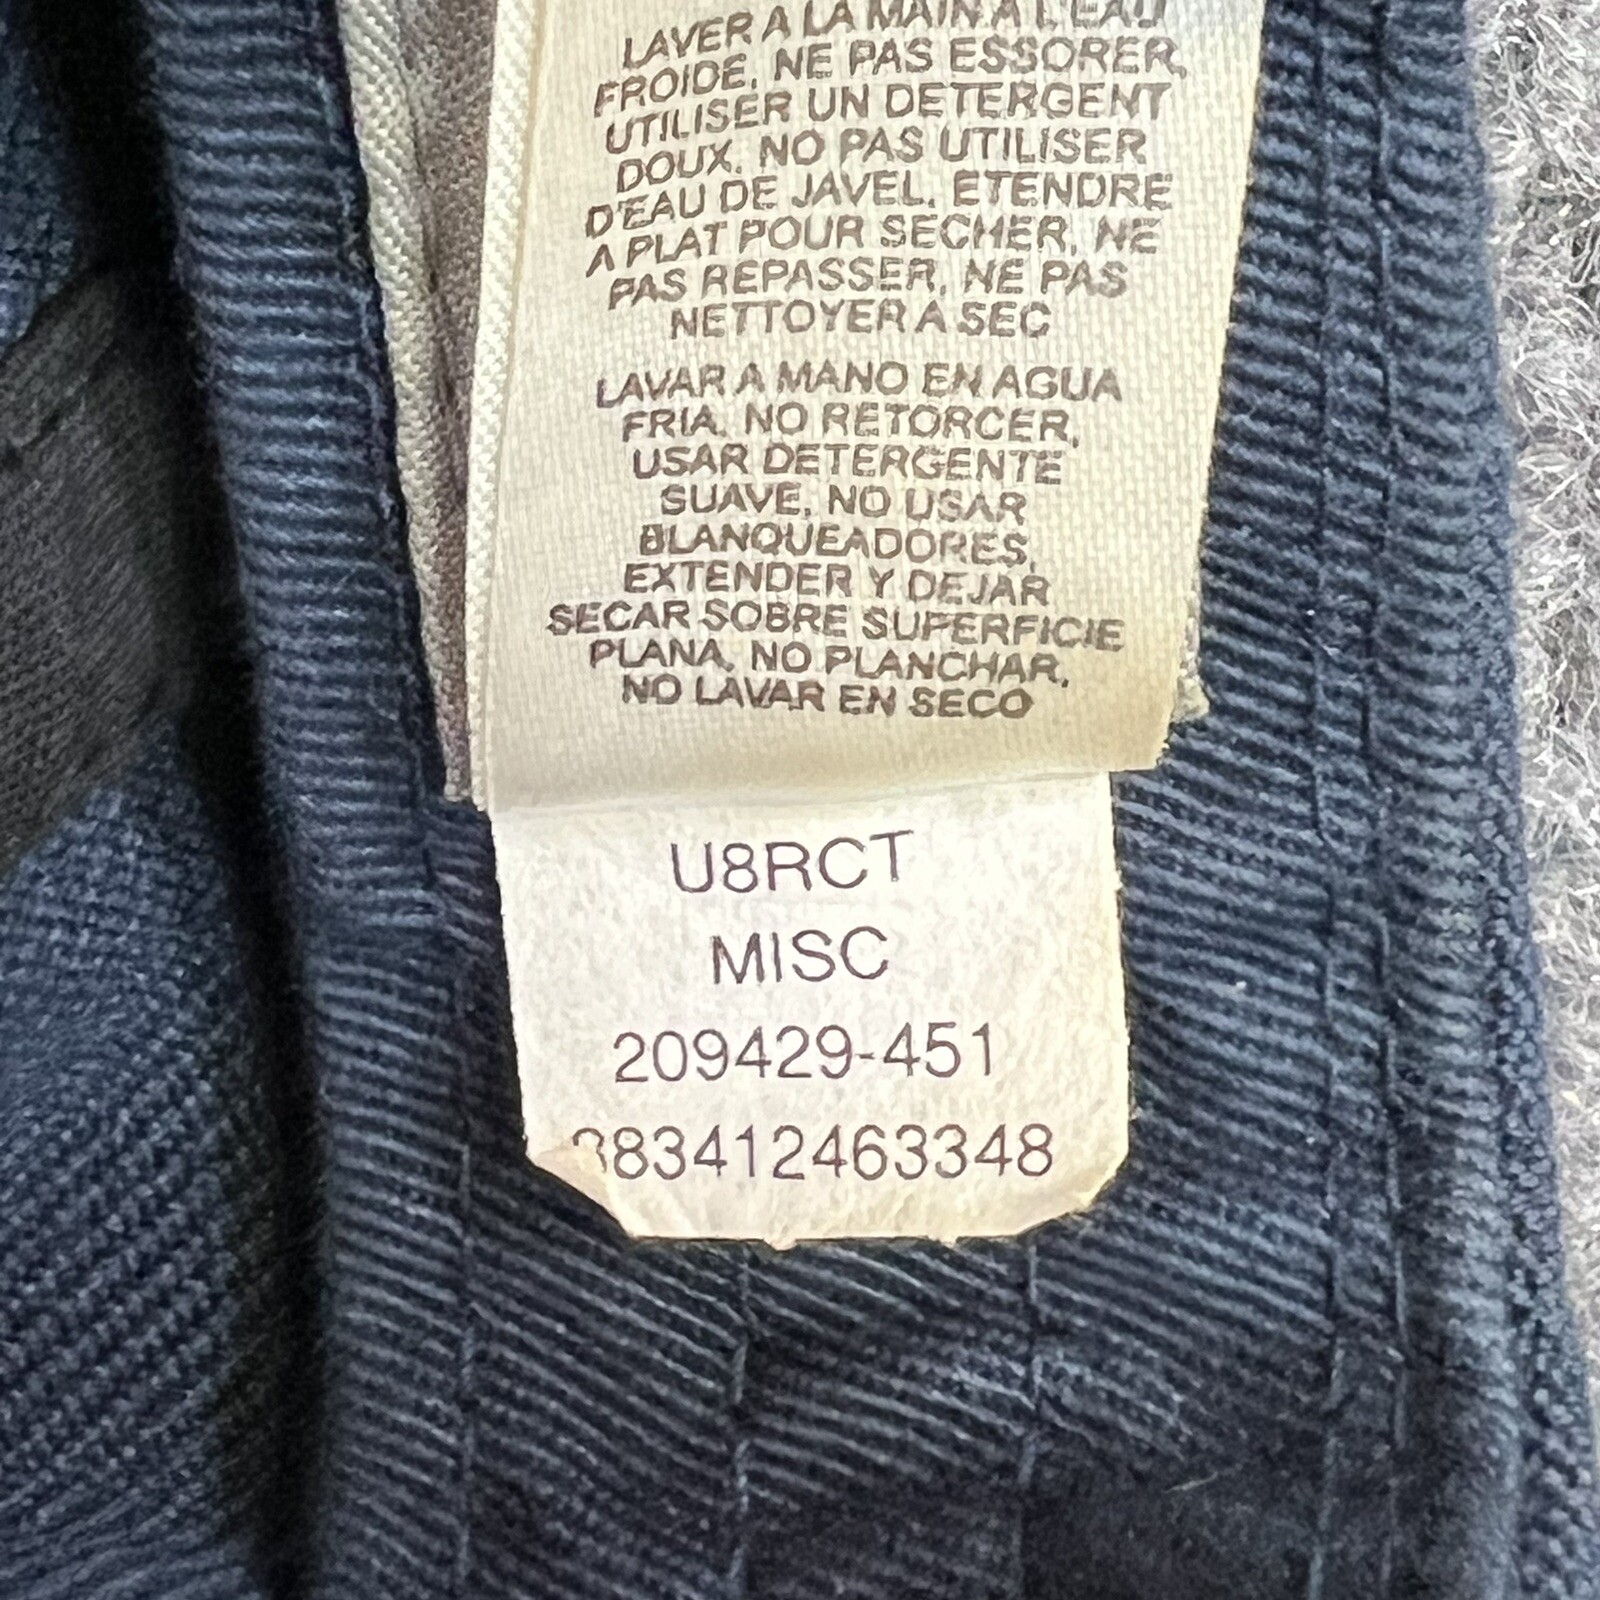 LAVER A LA MAIN A L'EAU
FROIDE, NE PAS ESSORER,
UTILISER UN DETERGENT
DOUX, NO PAS UTILISER
D'EAU DE JAVEL, ETENDRE
A PLAT POUR SECHER, NE
PAS REPASSER, NE PAS
NETTOYER A SEC
LAVAR A MANO EN AGUA
FRIA, NO RETORCER,
USAR DETERGENTE
SUAVE, NO USAR
BLANQUEADORES,
EXTENDER Y DEJAR
SECAR SOBRE SUPERFICIE
PLANA, NO PLANCHAR,
NO LAVAR EN SECO
U8RCT
MISC
209429-451